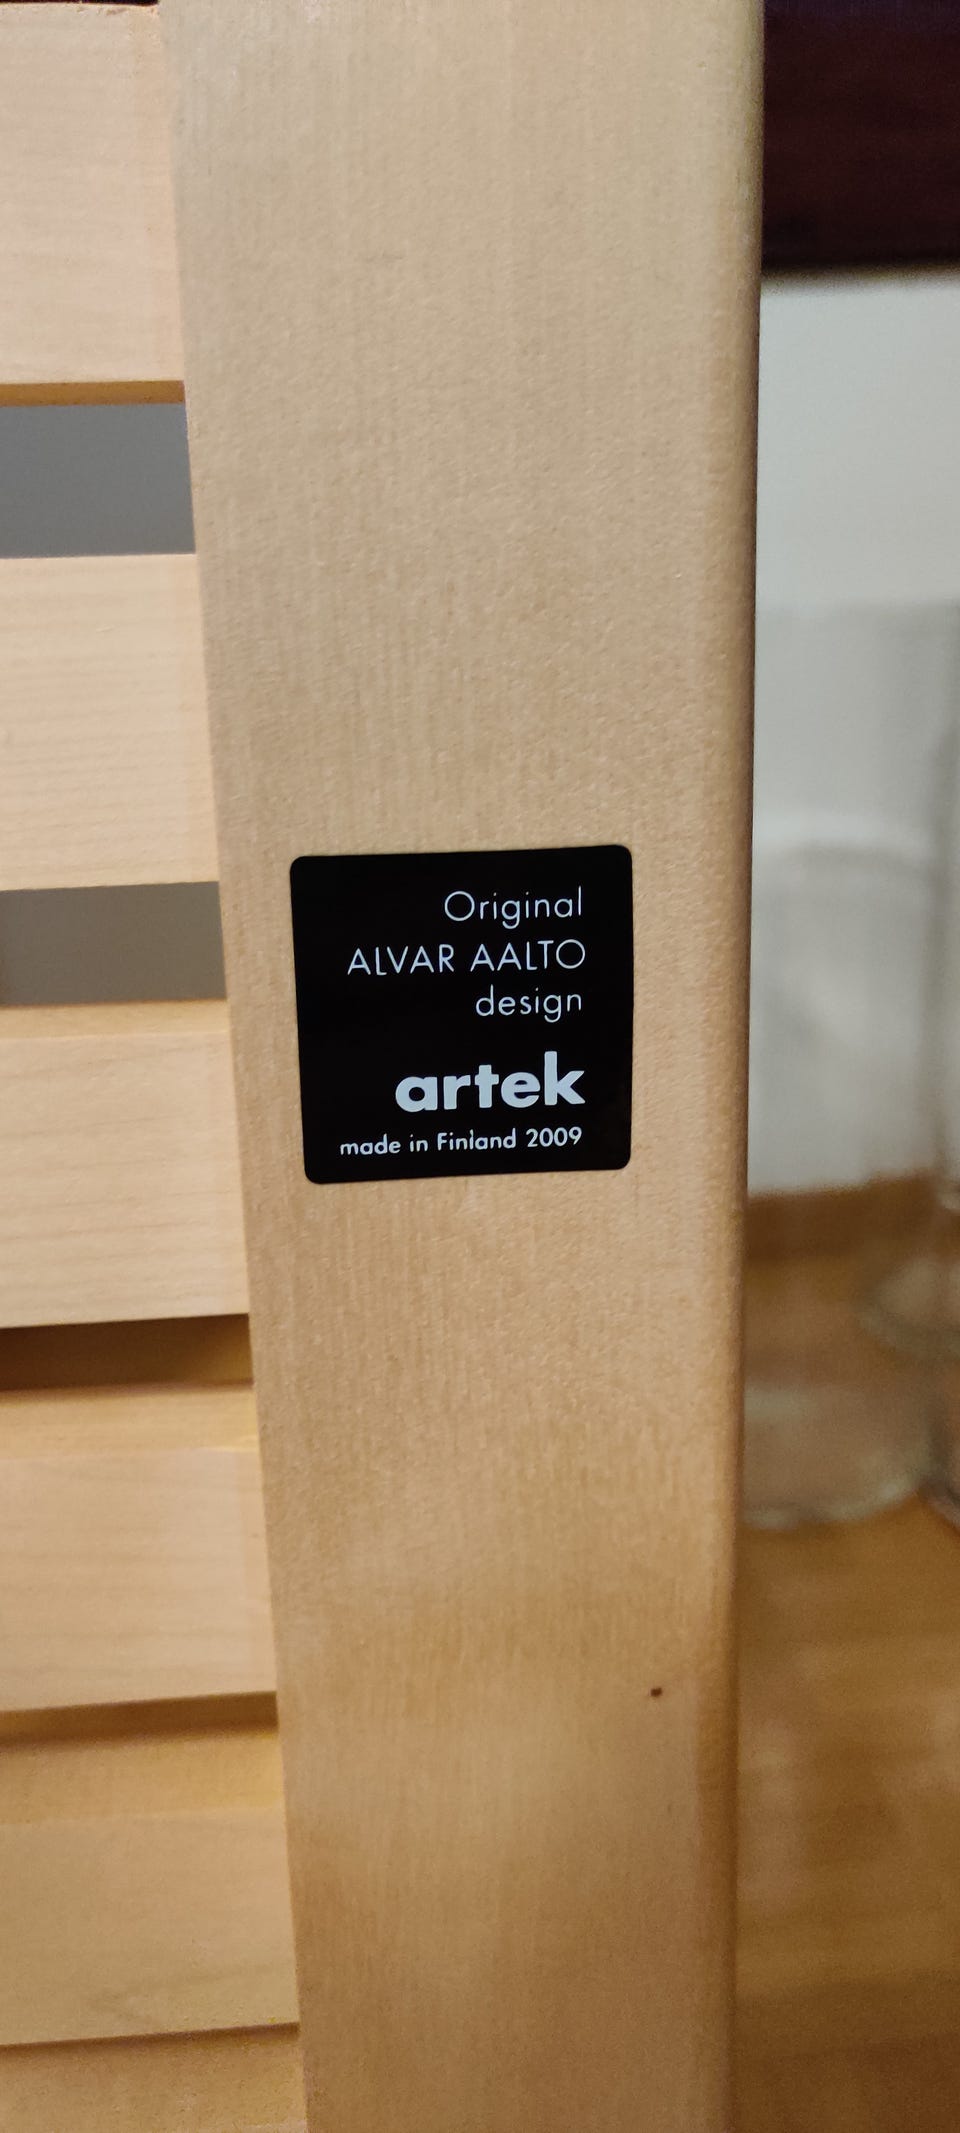 Original
ALVAR AALTO
design
artek
made in Finland 2009